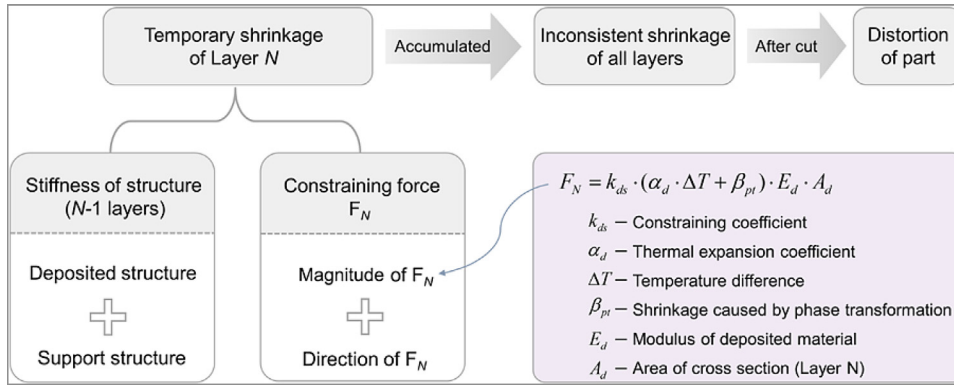 Temporary shrinkage
of Layer N
Accumulated
Inconsistent shrinkage
of all layers
After cut
Distortion
of part
Stiffness of structure
(N-1 layers)
Deposited structure
Support structure
Constraining force
F_N
Magnitude of F_N
Direction of F_N
F_N = k_ds · (α_d · ΔT + β_pt) · E_d · A_d
k_ds – Constraining coefficient
α_d – Thermal expansion coefficient
ΔT – Temperature difference
β_pt – Shrinkage caused by phase transformation
E_d – Modulus of deposited material
A_d – Area of cross section (Layer N)